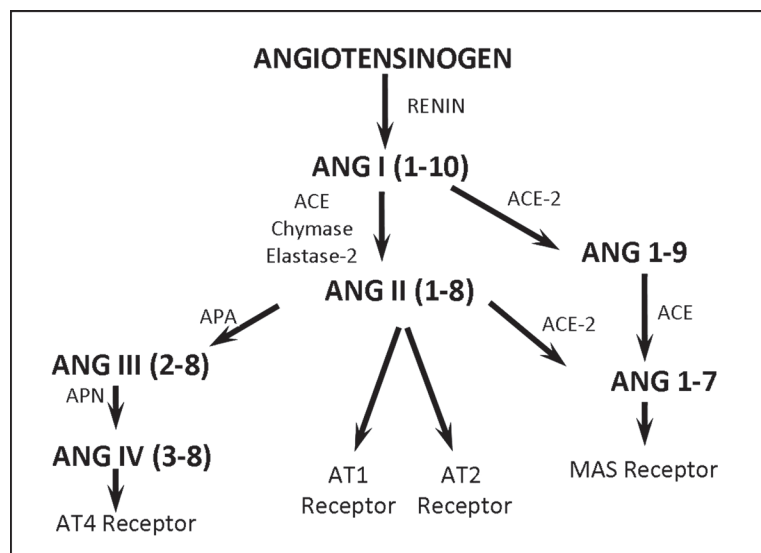 ANGIOTENSINOGEN
RENIN
ANG I (1-10)
ACE
Chymase
Elastase-2
ACE-2
ANG 1-9
ANG II (1-8)
APA
ACE-2
ACE
ANG III (2-8)
ANG 1-7
APN
ANG IV (3-8)
AT1
Receptor
AT2
Receptor
MAS Receptor
AT4 Receptor